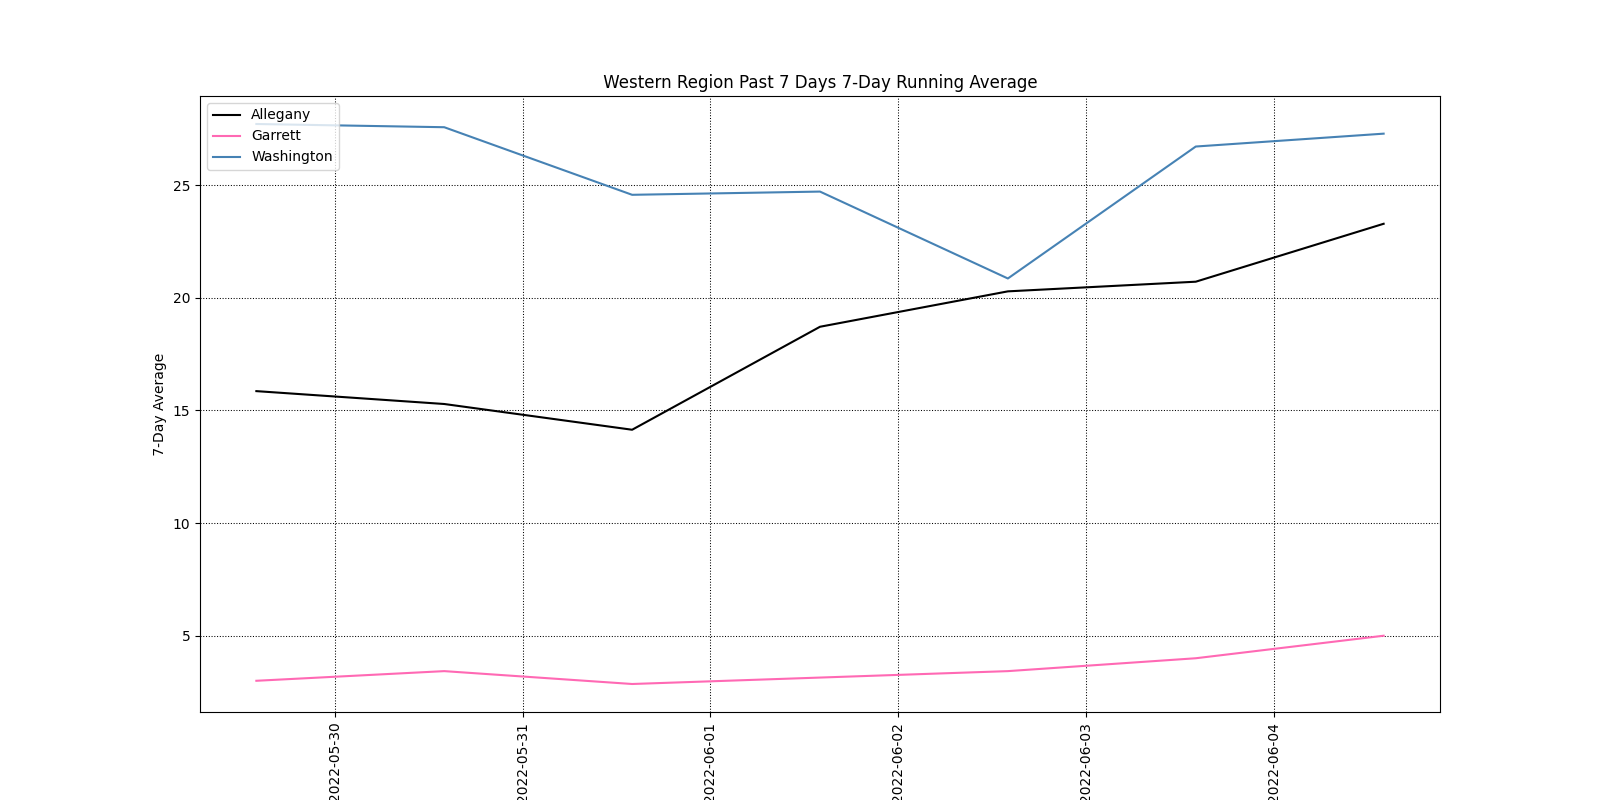 Western Region Past 7 Days 7-Day Running Average
Allegany
Garrett
Washington
25
20
15
10
5
7-Day Average
2022-05-30
2022-05-31
2022-06-01
2022-06-02
2022-06-03
2022-06-04